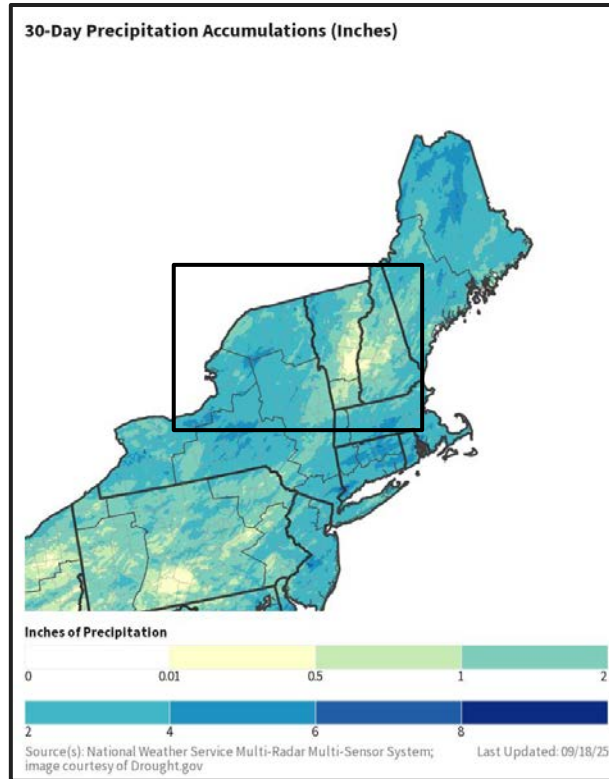 30-Day Precipitation Accumulations (Inches)
Inches of Precipitation
0 0.01 0.5 1 2
2 4 6 8
Source(s): National Weather Service Multi-Radar Multi-Sensor System; Last Updated: 09/18/25
image courtesy of Drought.gov